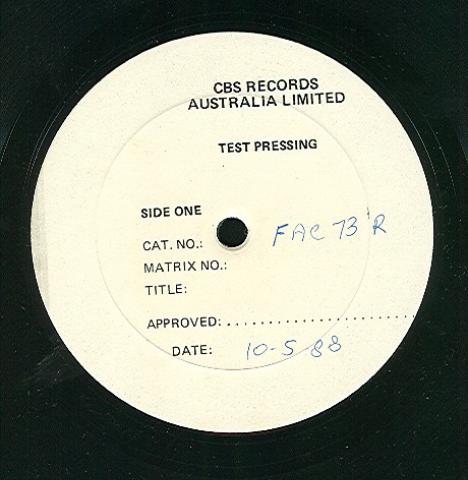 CBS RECORDS
AUSTRALIA LIMITED
TEST PRESSING
SIDE ONE
CAT. NO.: FAC 73 R
MATRIX NO.:
TITLE:
APPROVED:........................
DATE: 10-5-88